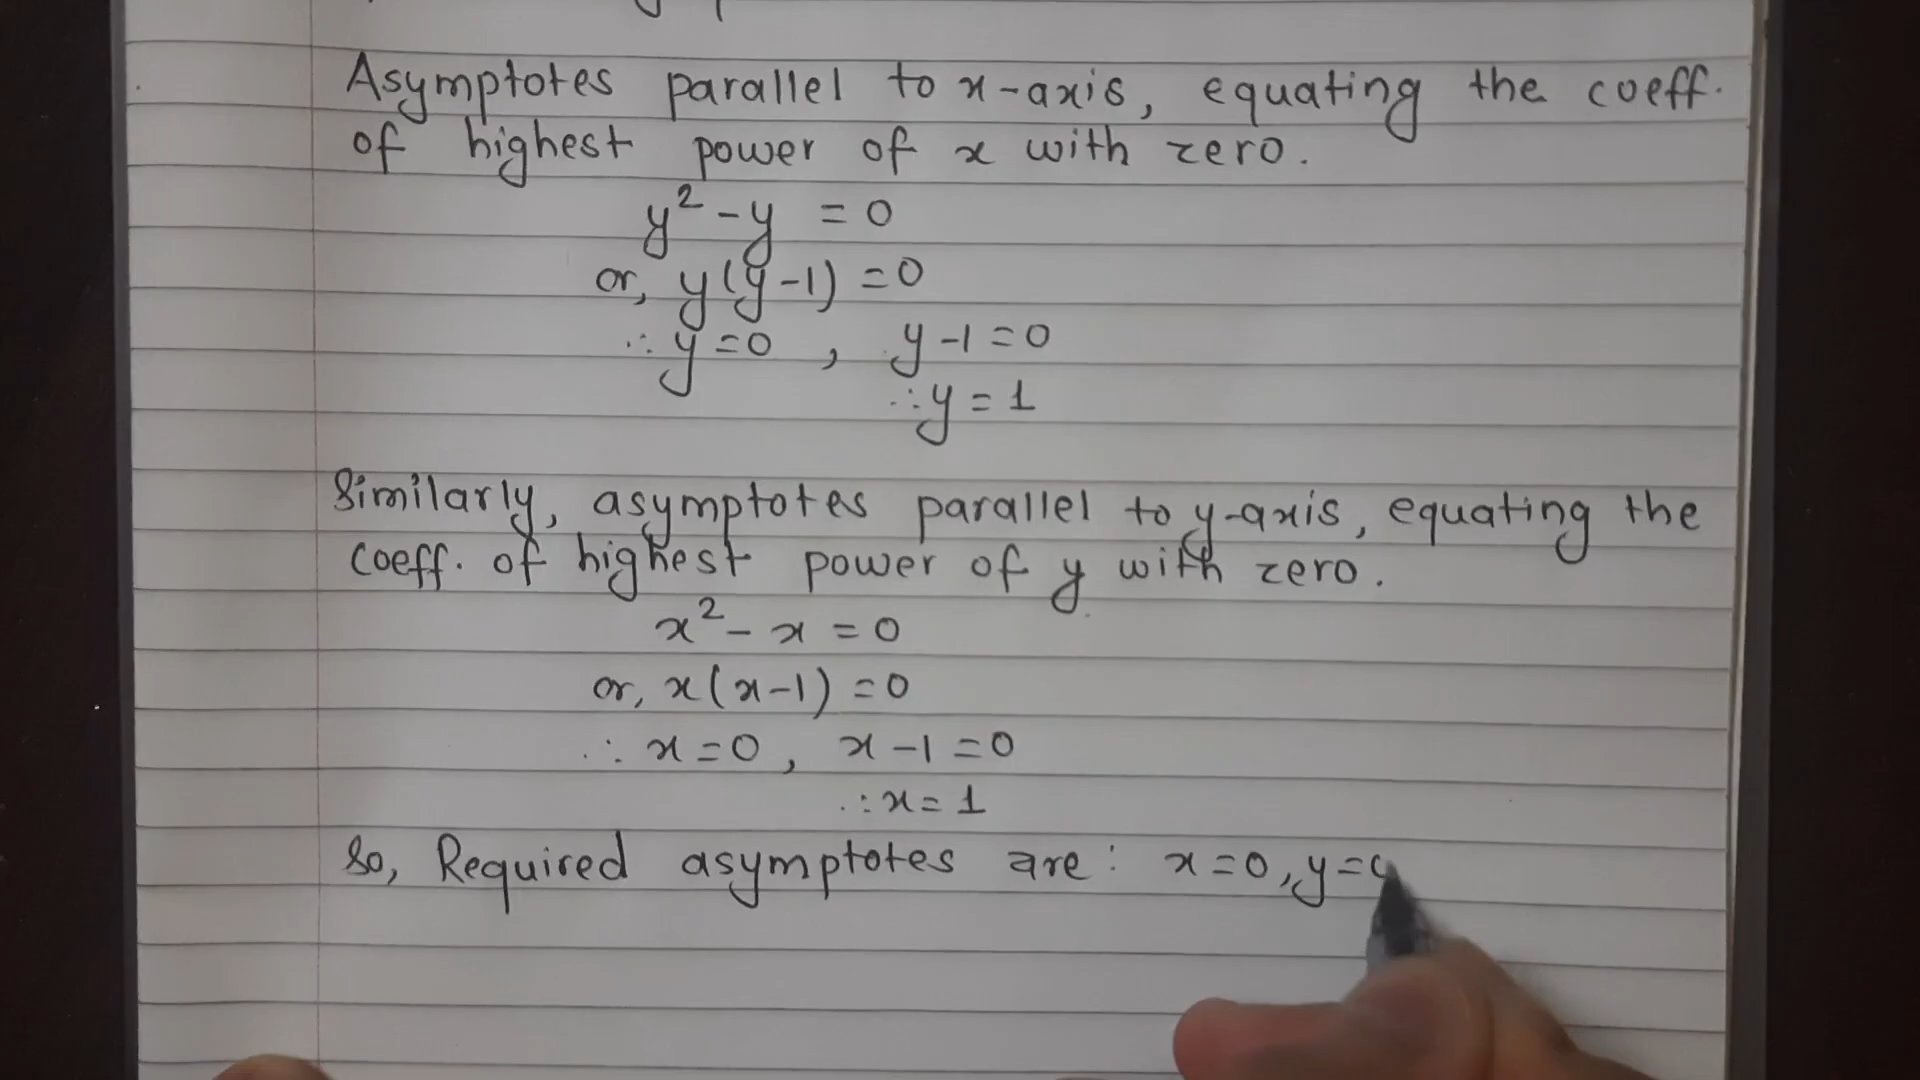 Asymptotes parallel to x-axis, equating the coeff.
of highest power of x with zero.
y² - y = 0
or, y(y-1) = 0
∴ y = 0 , y - 1 = 0
∴ y = 1
Similarly, asymptotes parallel to y-axis, equating the
coeff. of highest power of y with zero.
x² - x = 0
or, x(x-1) = 0
∴ x = 0 , x - 1 = 0
∴ x = 1
So, Required asymptotes are : x = 0, y =